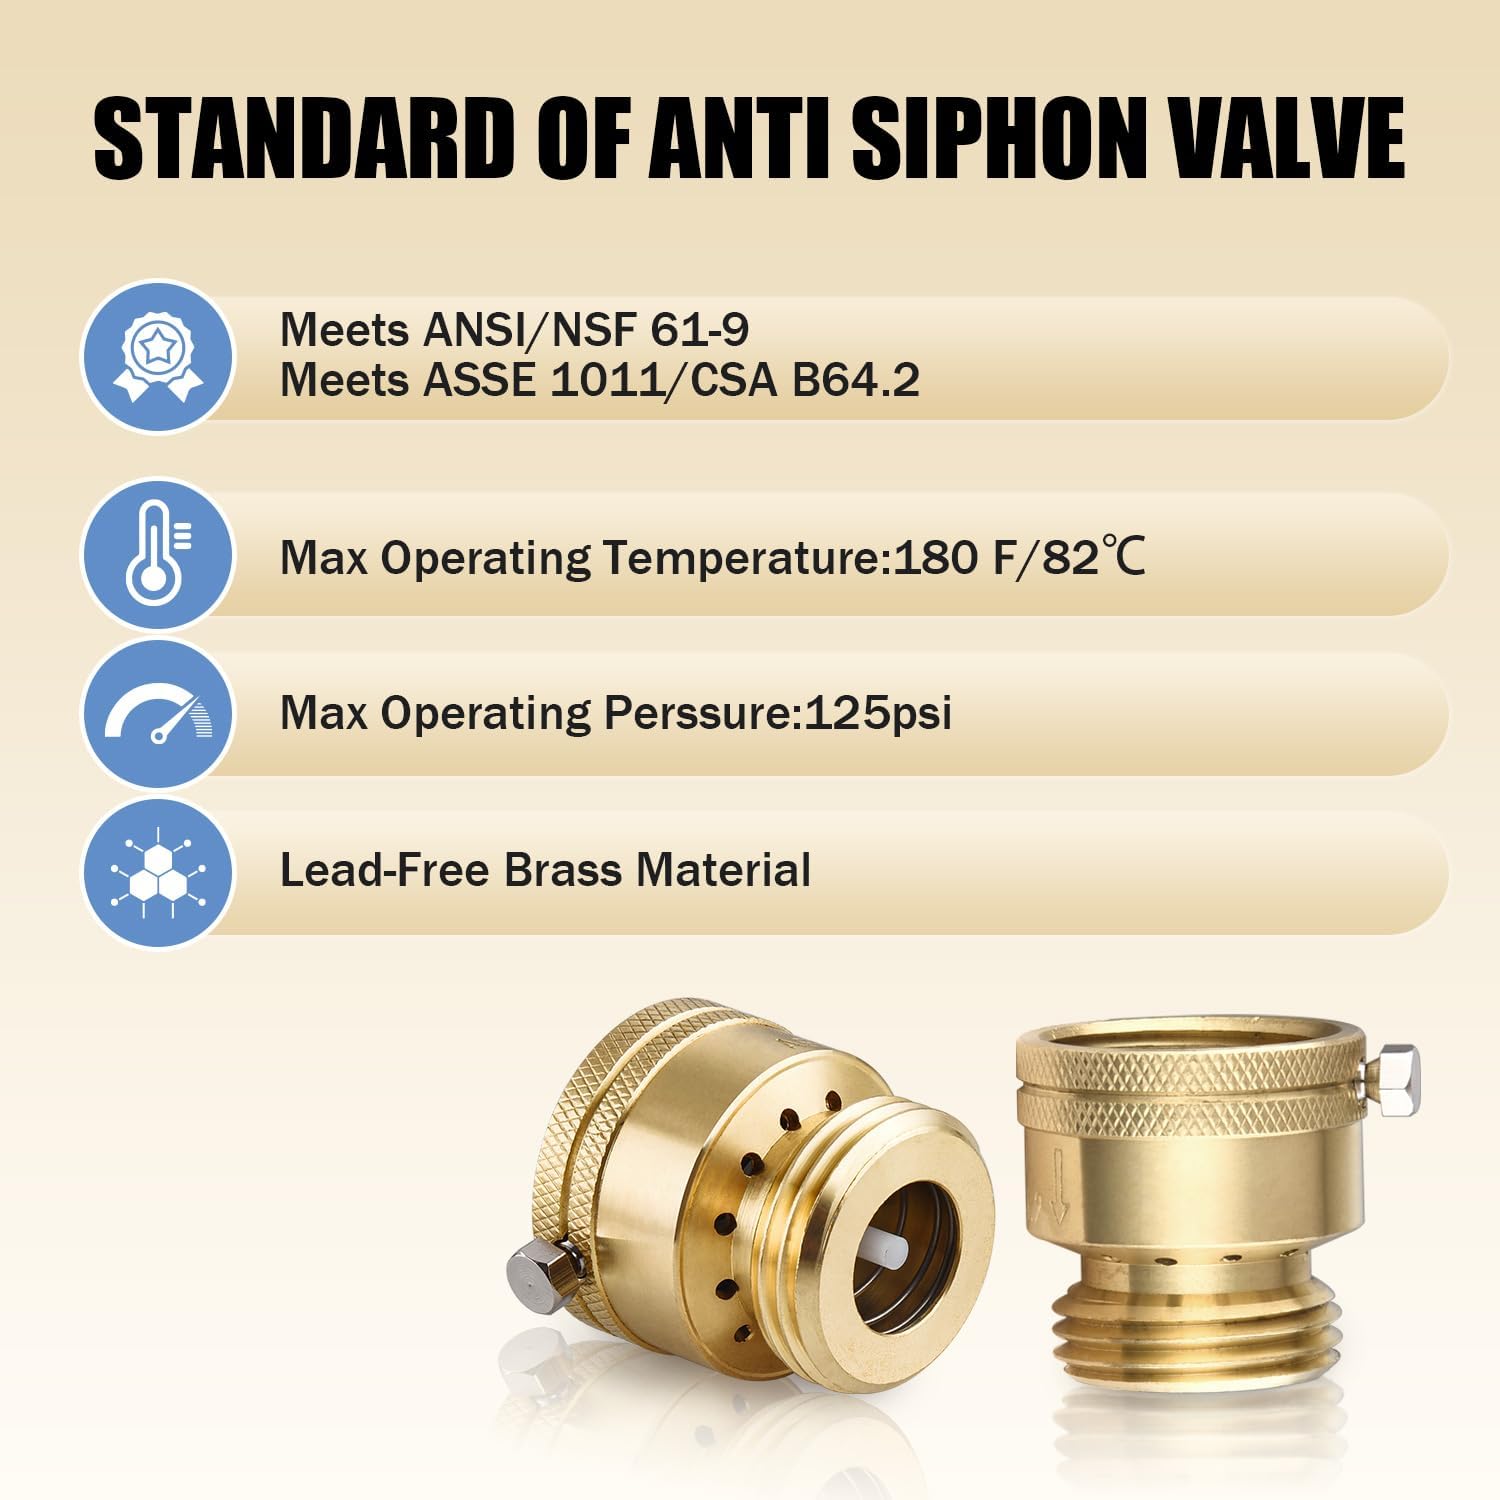 STANDARD OF ANTI SIPHON VALVE
Meets ANSI/NSF 61-9
Meets ASSE 1011/CSA B64.2
Max Operating Temperature:180 F/82℃
Max Operating Perssure:125psi
Lead-Free Brass Material